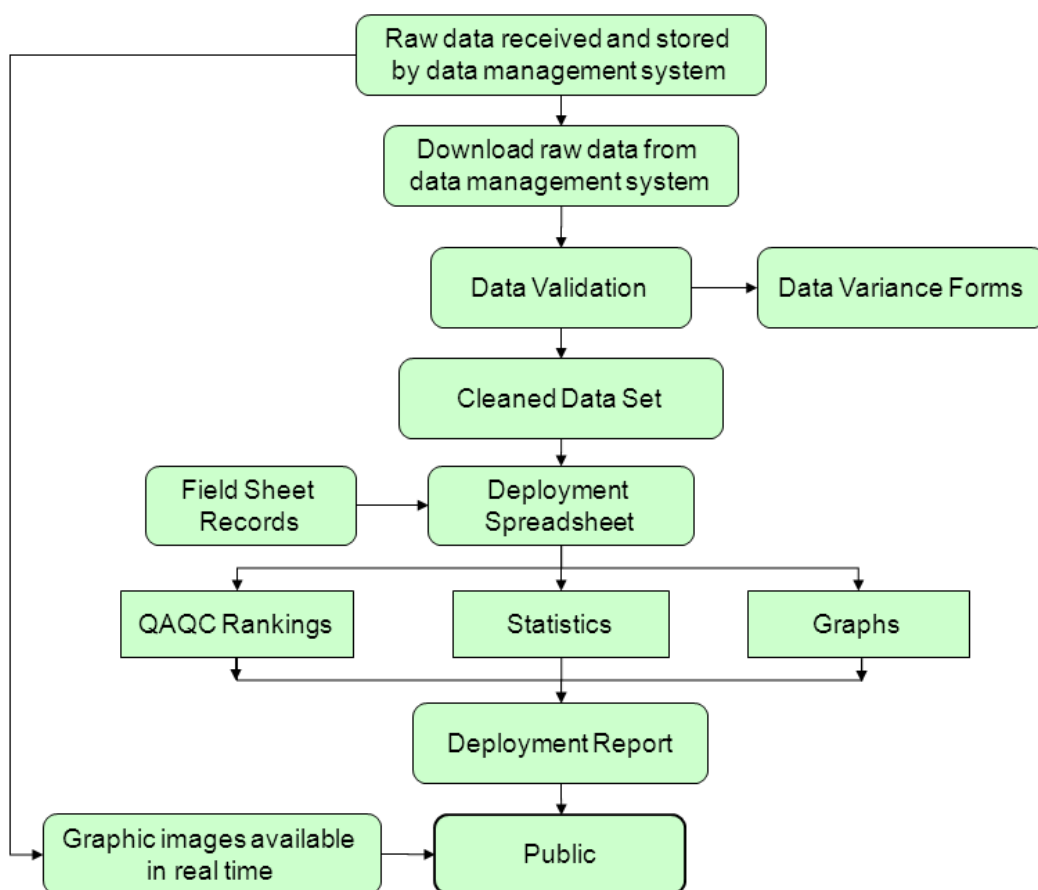 Raw data received and stored
by data management system
Download raw data from
data management system
Data Validation
Data Variance Forms
Cleaned Data Set
Field Sheet
Records
Deployment
Spreadsheet
QAQC Rankings
Statistics
Graphs
Deployment Report
Graphic images available
in real time
Public